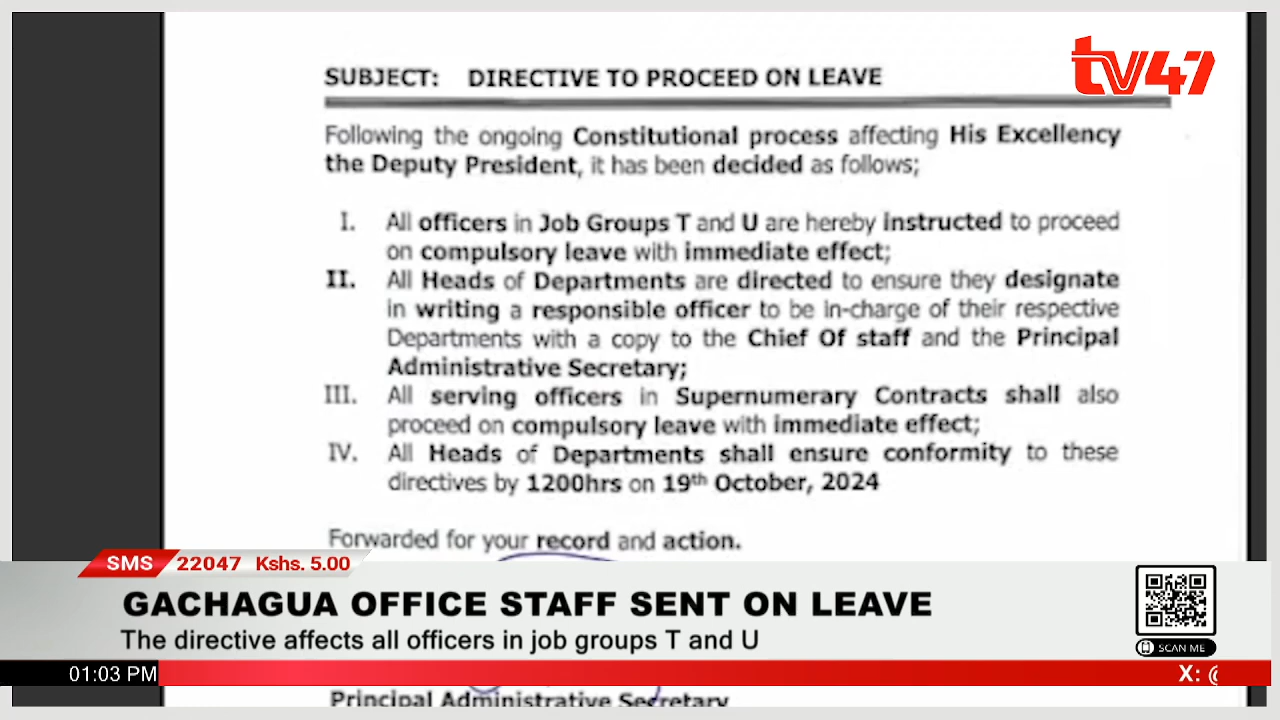 tv47
SUBJECT: DIRECTIVE TO PROCEED ON LEAVE
Following the ongoing Constitutional process affecting His Excellency
the Deputy President, it has been decided as follows;
I. All officers in Job Groups T and U are hereby instructed to proceed
on compulsory leave with immediate effect;
II. All Heads of Departments are directed to ensure they designate
in writing a responsible officer to be in-charge of their respective
Departments with a copy to the Chief Of staff and the Principal
Administrative Secretary;
III. All serving officers in Supernumerary Contracts shall also
proceed on compulsory leave with immediate effect;
IV. All Heads of Departments shall ensure conformity to these
directives by 1200hrs on 19th October, 2024
Forwarded for your record and action.
SMS 22047 Kshs. 5.00
GACHAGUA OFFICE STAFF SENT ON LEAVE
The directive affects all officers in job groups T and U
SCAN ME
01:03 PM
X: @
Principal Administrative Secretary